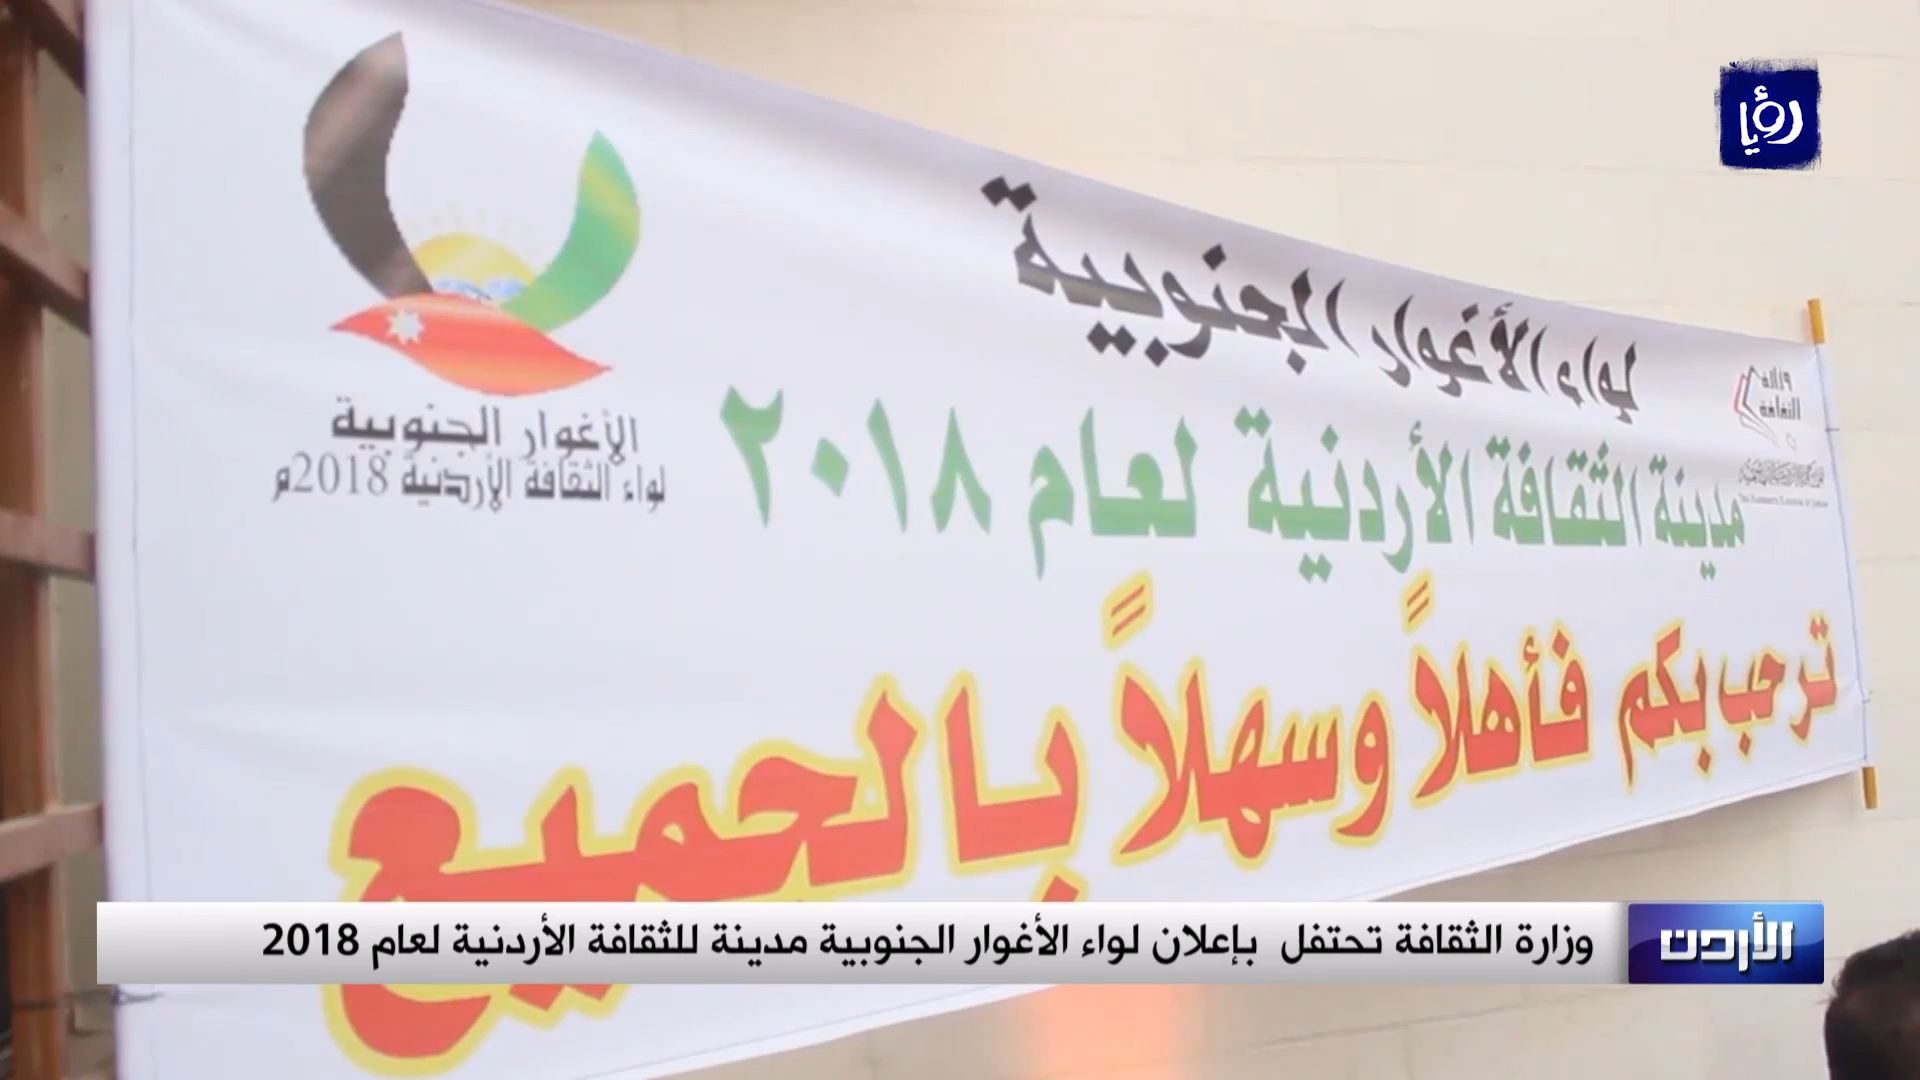 رؤيا
لواء الأغوار الجنوبية
وزارة
الثقافة
مدينة الثقافة الأردنية لعام ٢٠١٨
ترحب بكم فأهلاً وسهلاً بالجميع
الأغوار الجنوبية
لواء الثقافة الأردنية 2018م
الأردن
وزارة الثقافة تحتفل بإعلان لواء الأغوار الجنوبية مدينة للثقافة الأردنية لعام 2018